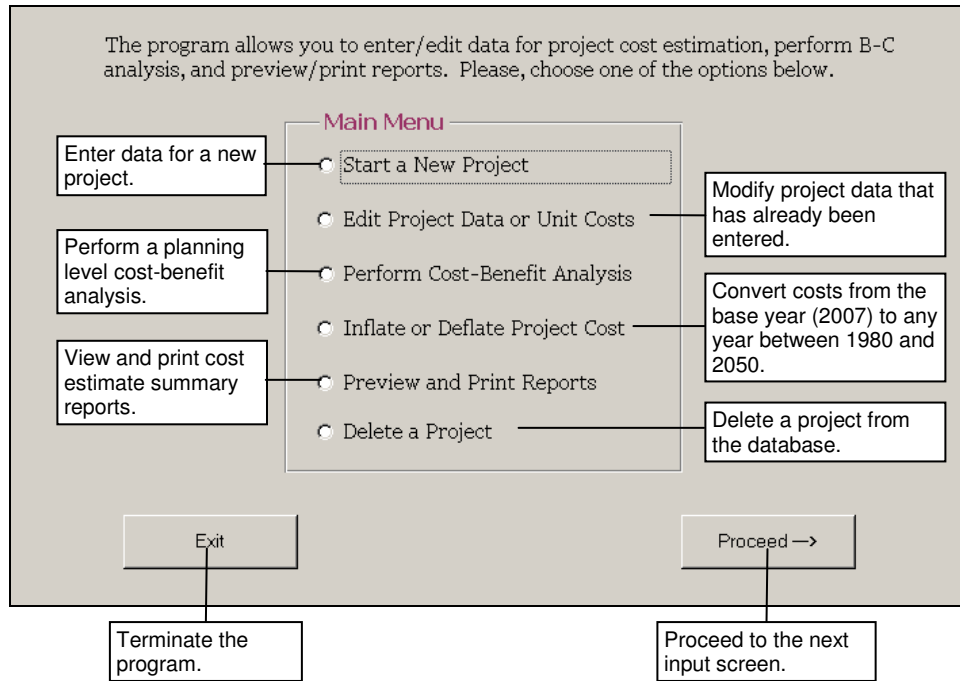 The program allows you to enter/edit data for project cost estimation, perform B-C
analysis, and preview/print reports.  Please, choose one of the options below.
Main Menu
Enter data for a new
project.
Start a New Project
Edit Project Data or Unit Costs
Modify project data that
has already been
entered.
Perform a planning
level cost-benefit
analysis.
Perform Cost-Benefit Analysis
Inflate or Deflate Project Cost
Convert costs from the
base year (2007) to any
year between 1980 and
2050.
View and print cost
estimate summary
reports.
Preview and Print Reports
Delete a Project
Delete a project from
the database.
Exit
Proceed —>
Terminate the
program.
Proceed to the next
input screen.